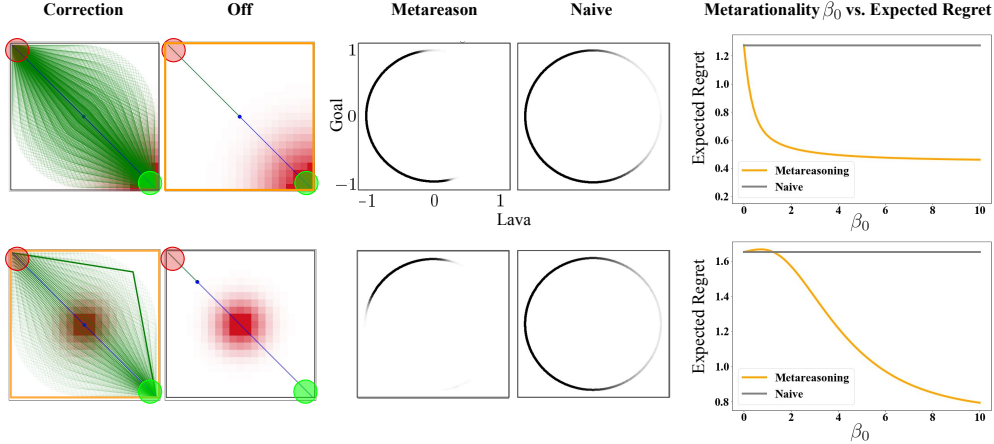 Correction Off Metareason Naive Metarationality β₀ vs. Expected Regret
Goal
1
0
−1
−1 0 1
Lava
Expected Regret
1.2
1.0
0.8
0.6
0.4
0.2
Metareasoning
Naive
0 2 4 6 8 10
β₀
Expected Regret
1.6
1.4
1.2
1.0
0.8
Metareasoning
Naive
0 2 4 6 8 10
β₀